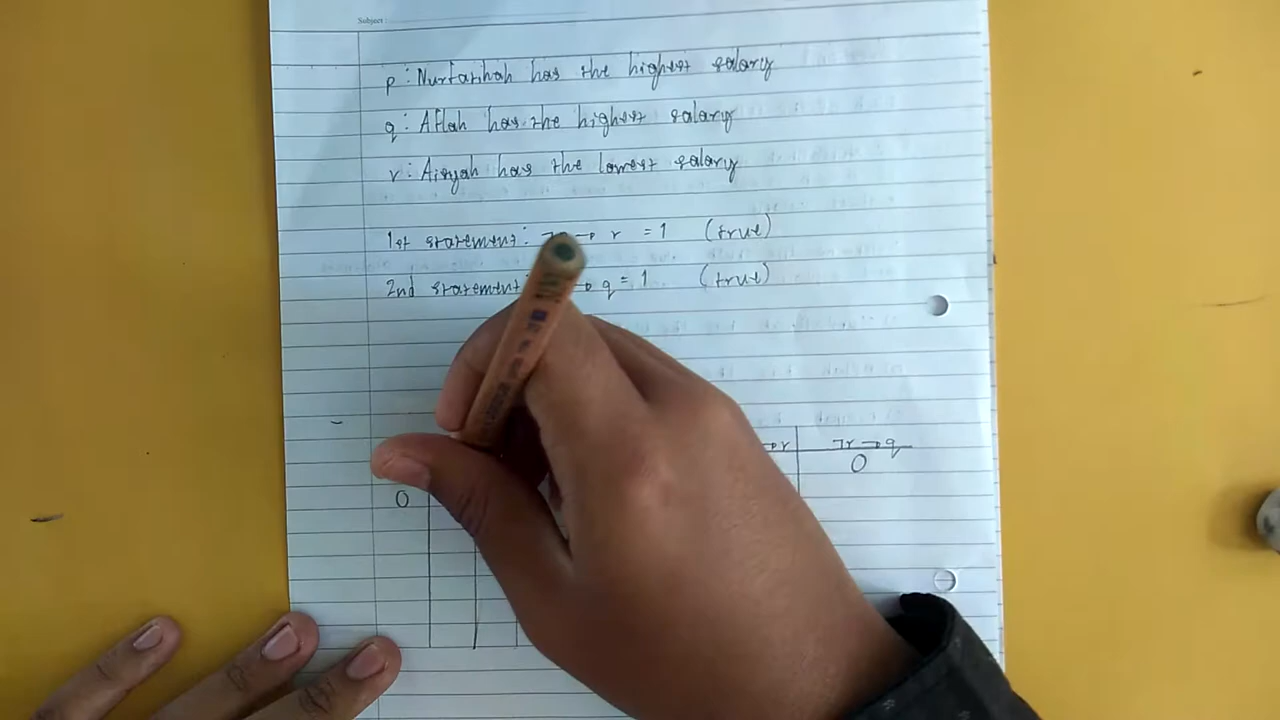 Subject :
p : Nurfatihah has the highest salary
q : Aflah has the highest salary
r : Aisyah has the lowest salary
1st statement : → r = 1 (true)
2nd statement : → q = 1 (true)
→r ¬r → q
0
0